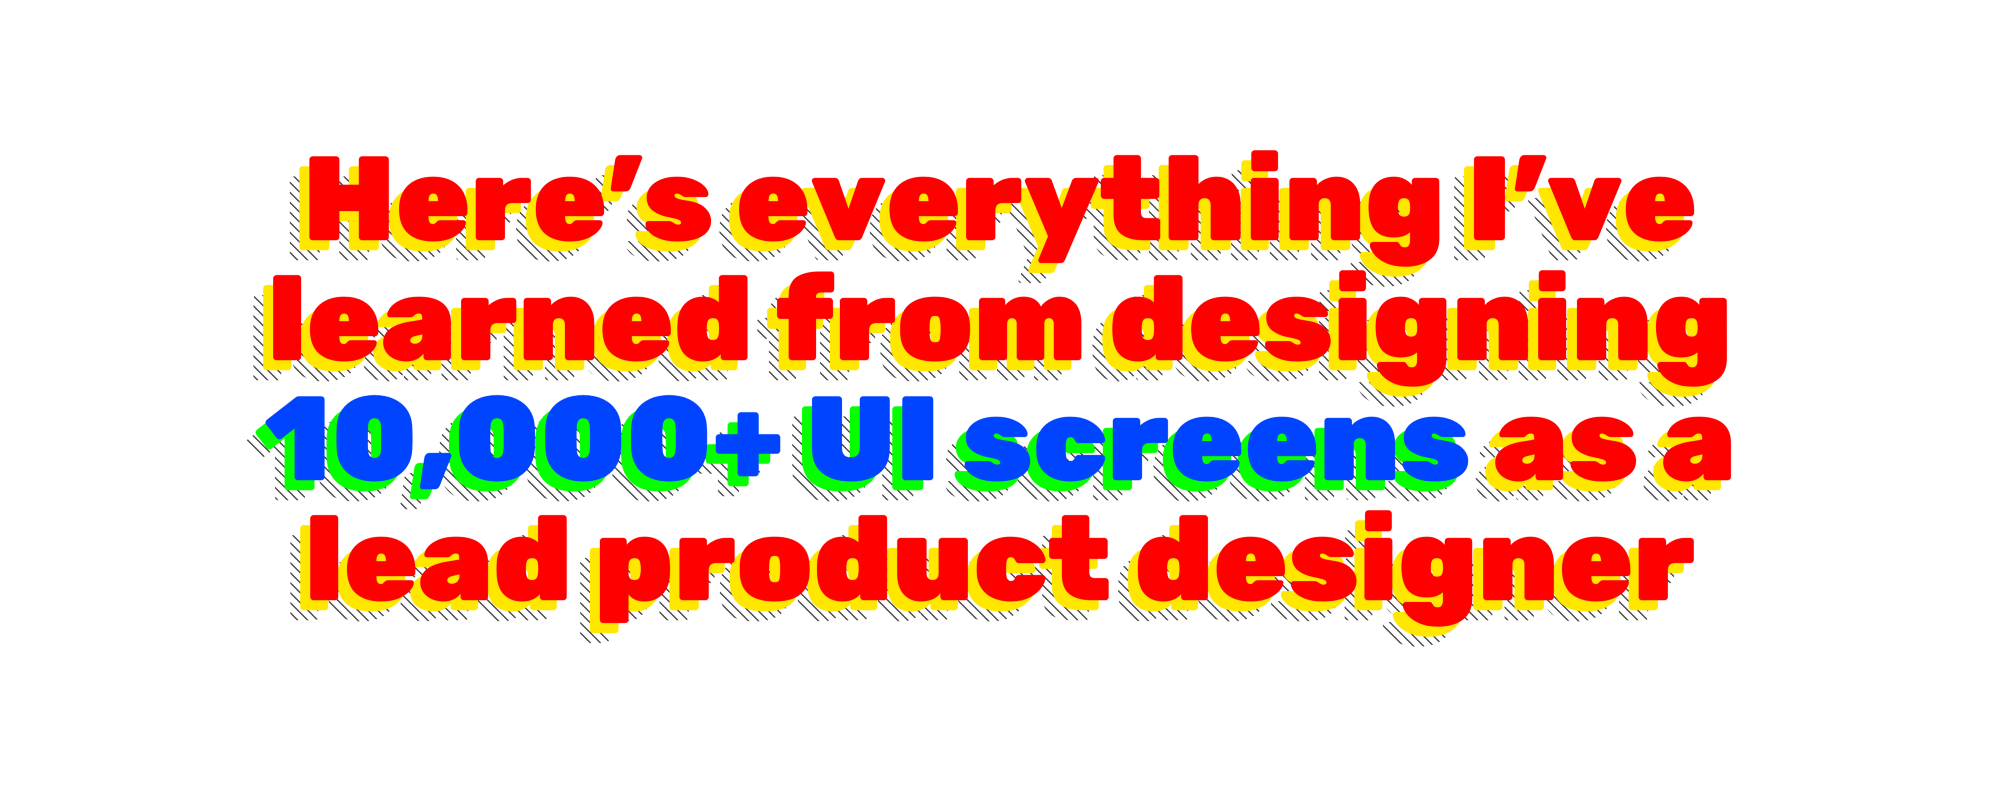 Here’s everything I’ve
learned from designing
10,000+ UI screens as a
lead product designer